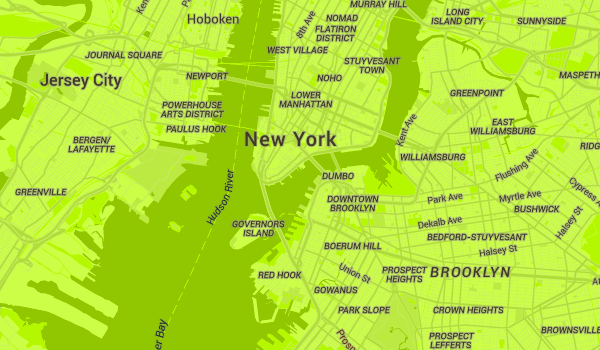 MURRAY HILL
Hoboken
8th Ave
NOMAD
FLATIRON
DISTRICT
LONG
ISLAND CITY
SUNNYSIDE
WEST VILLAGE
JOURNAL SQUARE
STUYVESANT
TOWN
Jersey City
NEWPORT
NOHO
MASPETH
LOWER
MANHATTAN
GREENPOINT
POWERHOUSE
ARTS DISTRICT
PAULUS HOOK
Kent Ave
EAST
WILLIAMSBURG
New York
BERGEN/
LAFAYETTE
WILLIAMSBURG
Flushing Ave
DUMBO
GREENVILLE
Hudson River
DOWNTOWN
BROOKLYN
Park Ave
Myrtle Ave
BUSHWICK
Halsey St
GOVERNORS
ISLAND
Dekalb Ave
BEDFORD-STUYVESANT
BOERUM HILL
Halsey St
RED HOOK
Union St
PROSPECT
HEIGHTS
BROOKLYN
GOWANUS
PARK SLOPE
CROWN HEIGHTS
BROWNSVILLE
PROSPECT
LEFFERTS
er Bay